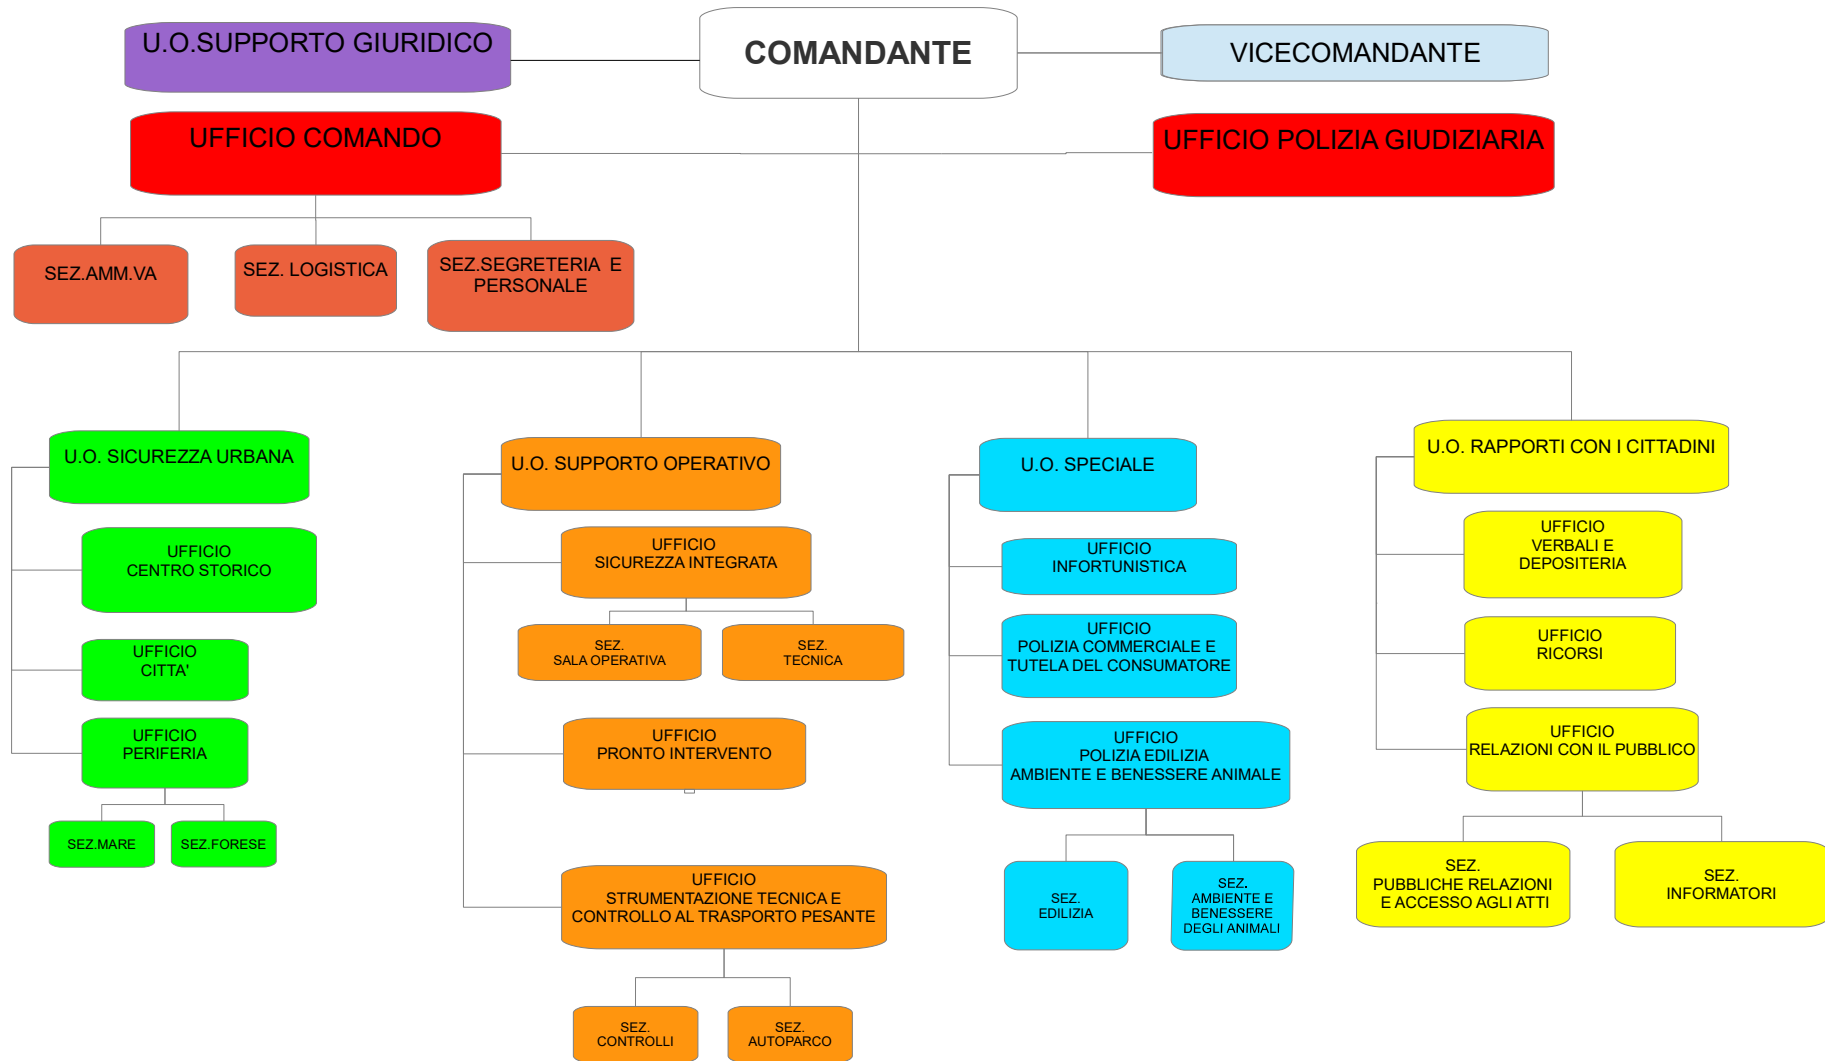 U.O.SUPPORTO GIURIDICO
COMANDANTE
VICECOMANDANTE
UFFICIO COMANDO
UFFICIO POLIZIA GIUDIZIARIA
SEZ.AMM.VA
SEZ. LOGISTICA
SEZ.SEGRETERIA E
PERSONALE
U.O. SICUREZZA URBANA
UFFICIO
CENTRO STORICO
UFFICIO
CITTA'
UFFICIO
PERIFERIA
SEZ.MARE
SEZ.FORESE
U.O. SUPPORTO OPERATIVO
UFFICIO
SICUREZZA INTEGRATA
SEZ.
SALA OPERATIVA
SEZ.
TECNICA
UFFICIO
PRONTO INTERVENTO
UFFICIO
STRUMENTAZIONE TECNICA E
CONTROLLO AL TRASPORTO PESANTE
SEZ.
CONTROLLI
SEZ.
AUTOPARCO
U.O. SPECIALE
UFFICIO
INFORTUNISTICA
UFFICIO
POLIZIA COMMERCIALE E
TUTELA DEL CONSUMATORE
UFFICIO
POLIZIA EDILIZIA
AMBIENTE E BENESSERE ANIMALE
SEZ.
EDILIZIA
SEZ.
AMBIENTE E
BENESSERE
DEGLI ANIMALI
U.O. RAPPORTI CON I CITTADINI
UFFICIO
VERBALI E
DEPOSITERIA
UFFICIO
RICORSI
UFFICIO
RELAZIONI CON IL PUBBLICO
SEZ.
PUBBLICHE RELAZIONI
E ACCESSO AGLI ATTI
SEZ.
INFORMATORI